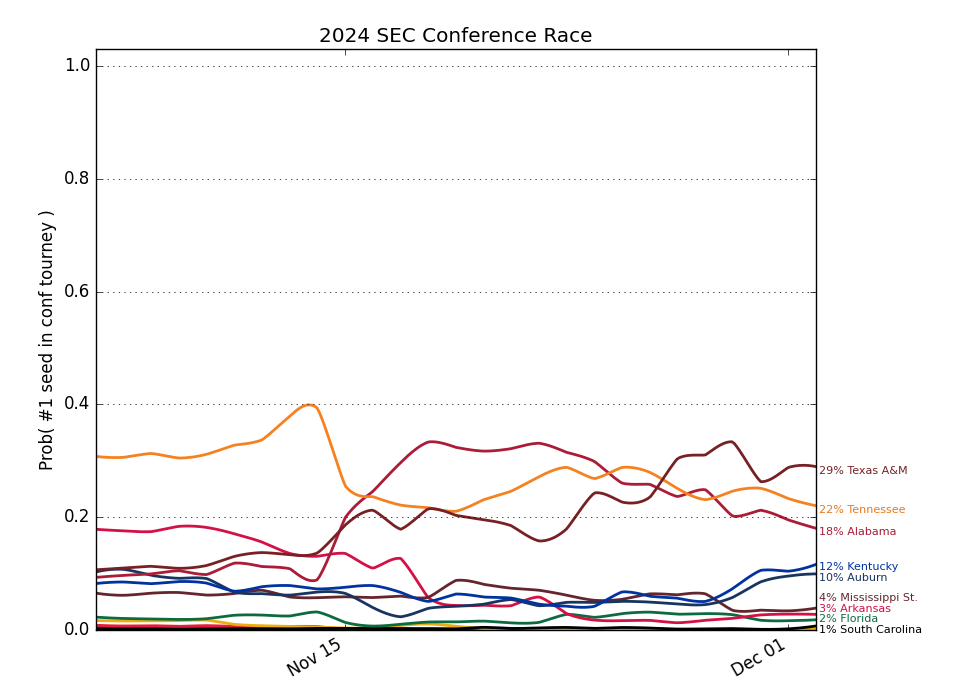 2024 SEC Conference Race
Prob( #1 seed in conf tourney )
1.0
0.8
0.6
0.4
0.2
0.0
Nov 15
Dec 01
29% Texas A&M
22% Tennessee
18% Alabama
12% Kentucky
10% Auburn
4% Mississippi St.
3% Arkansas
2% Florida
1% South Carolina